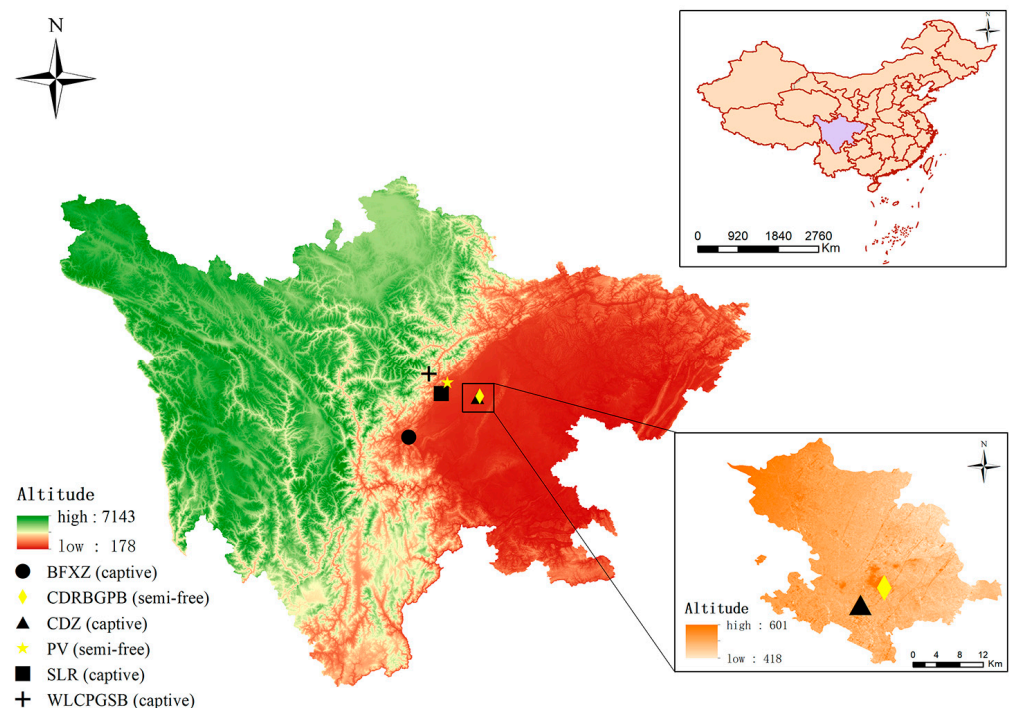 N
N
0 920 1840 2760
Km
Altitude
high : 7143
low : 178
BFXZ (captive)
CDRBGPB (semi-free)
CDZ (captive)
PV (semi-free)
SLR (captive)
WLCPGSB (captive)
N
Altitude
high : 601
low : 418
0 2 4 8 12
Km